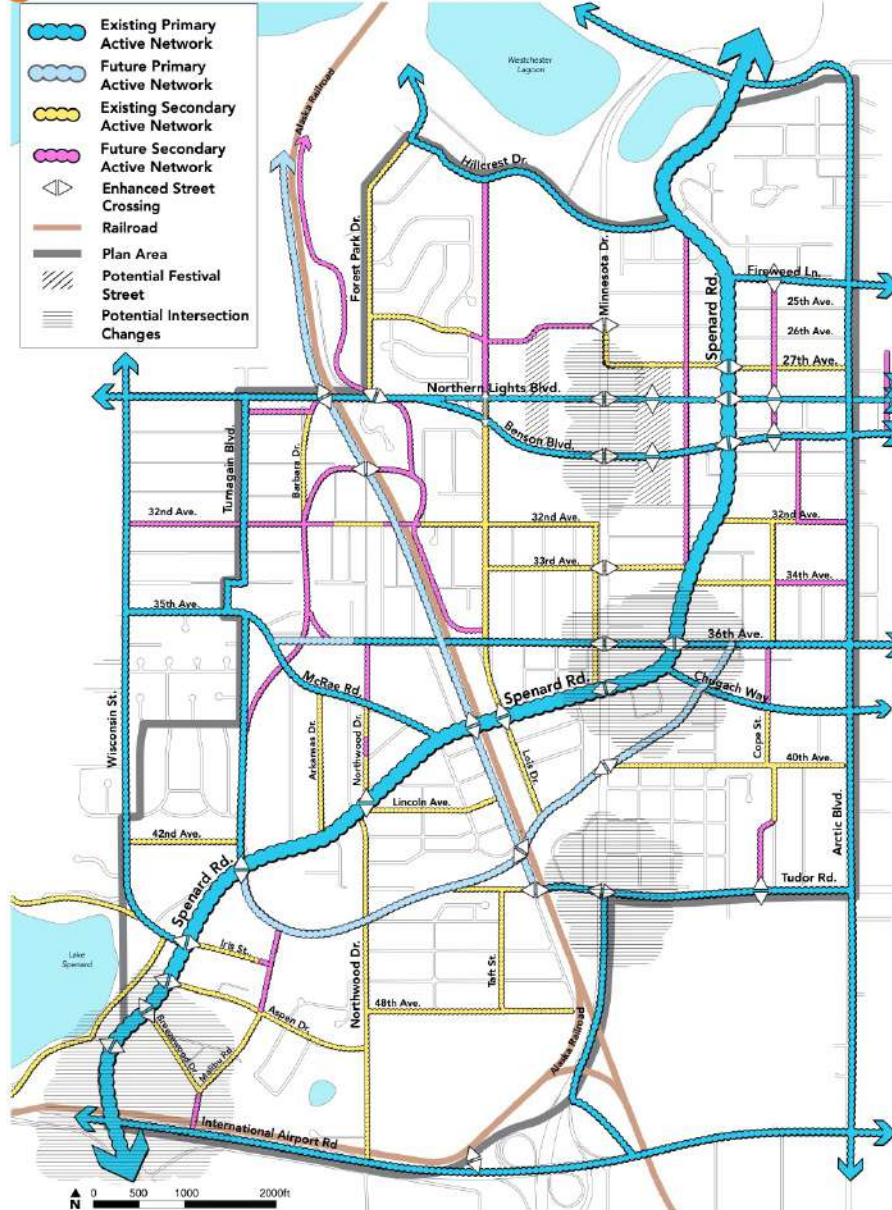 Existing Primary
Active Network
Future Primary
Active Network
Existing Secondary
Active Network
Future Secondary
Active Network
Enhanced Street
Crossing
Railroad
Plan Area
Potential Festival
Street
Potential Intersection
Changes
Westchester
Lagoon
Alaska Railroad
Hillcrest Dr.
Forest Park Dr.
Minnesota Dr.
Spenard Rd.
Fireweed Ln.
25th Ave.
26th Ave.
27th Ave.
Northern Lights Blvd.
Benson Blvd.
Turnagain Blvd.
Barbara Dr.
32nd Ave.
32nd Ave.
32nd Ave.
33rd Ave.
34th Ave.
35th Ave.
36th Ave.
McRae Rd.
Spenard Rd.
Chugach Way
Wisconsin St.
Arkansas Dr.
Northwood Dr.
Lois Dr.
Cope St.
40th Ave.
Lincoln Ave.
Arctic Blvd.
42nd Ave.
Spenard Rd.
Tudor Rd.
Iris St.
Lake
Spenard
Northwood Dr.
Taft St.
48th Ave.
Aspen Dr.
Breezewood Dr.
Malibu Rd
Alaska Railroad
International Airport Rd
N
0 500 1000 2000ft